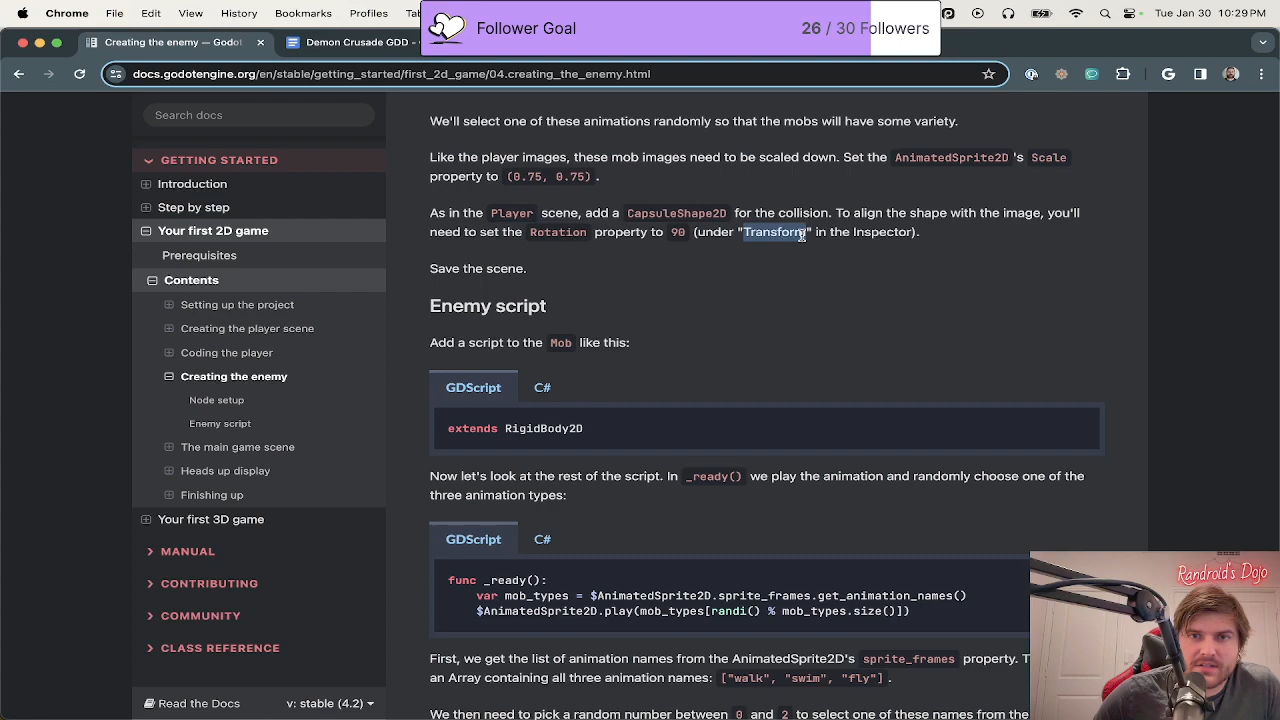 Tue Jan 30 10:29 PM
Follower Goal 26 / 30 Followers
Creating the enemy — Godot
Demon Crusade GDD -
docs.godotengine.org/en/stable/getting_started/first_2d_game/04.creating_the_enemy.html
Search docs
GETTING STARTED
Introduction
Step by step
Your first 2D game
Prerequisites
Contents
Setting up the project
Creating the player scene
Coding the player
Creating the enemy
Node setup
Enemy script
The main game scene
Heads up display
Finishing up
Your first 3D game
MANUAL
CONTRIBUTING
COMMUNITY
CLASS REFERENCE
Read the Docs v: stable (4.2)
We'll select one of these animations randomly so that the mobs will have some variety.
Like the player images, these mob images need to be scaled down. Set the AnimatedSprite2D's Scale
property to (0.75, 0.75).
As in the Player scene, add a CapsuleShape2D for the collision. To align the shape with the image, you'll
need to set the Rotation property to 90 (under "Transform" in the Inspector).
Save the scene.
Enemy script
Add a script to the Mob like this:
GDScript C#
extends RigidBody2D
Now let's look at the rest of the script. In _ready() we play the animation and randomly choose one of the
three animation types:
GDScript C#
func _ready():
var mob_types = $AnimatedSprite2D.sprite_frames.get_animation_names()
$AnimatedSprite2D.play(mob_types[randi() % mob_types.size()])
First, we get the list of animation names from the AnimatedSprite2D's sprite_frames property. T
an Array containing all three animation names: ["walk", "swim", "fly"].
We then need to pick a random number between 0 and 2 to select one of these names from the
Randroid's Dojo